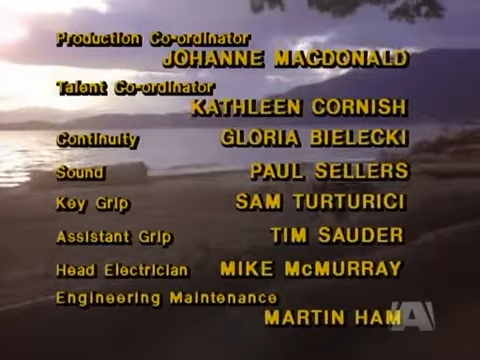 Production Co-ordinator
JOHANNE MACDONALD
Talent Co-ordinator
KATHLEEN CORNISH
Continuity GLORIA BIELECKI
Sound PAUL SELLERS
Key Grip SAM TURTURICI
Assistant Grip TIM SAUDER
Head Electrician MIKE McMURRAY
Engineering Maintenance
MARTIN HAM
A